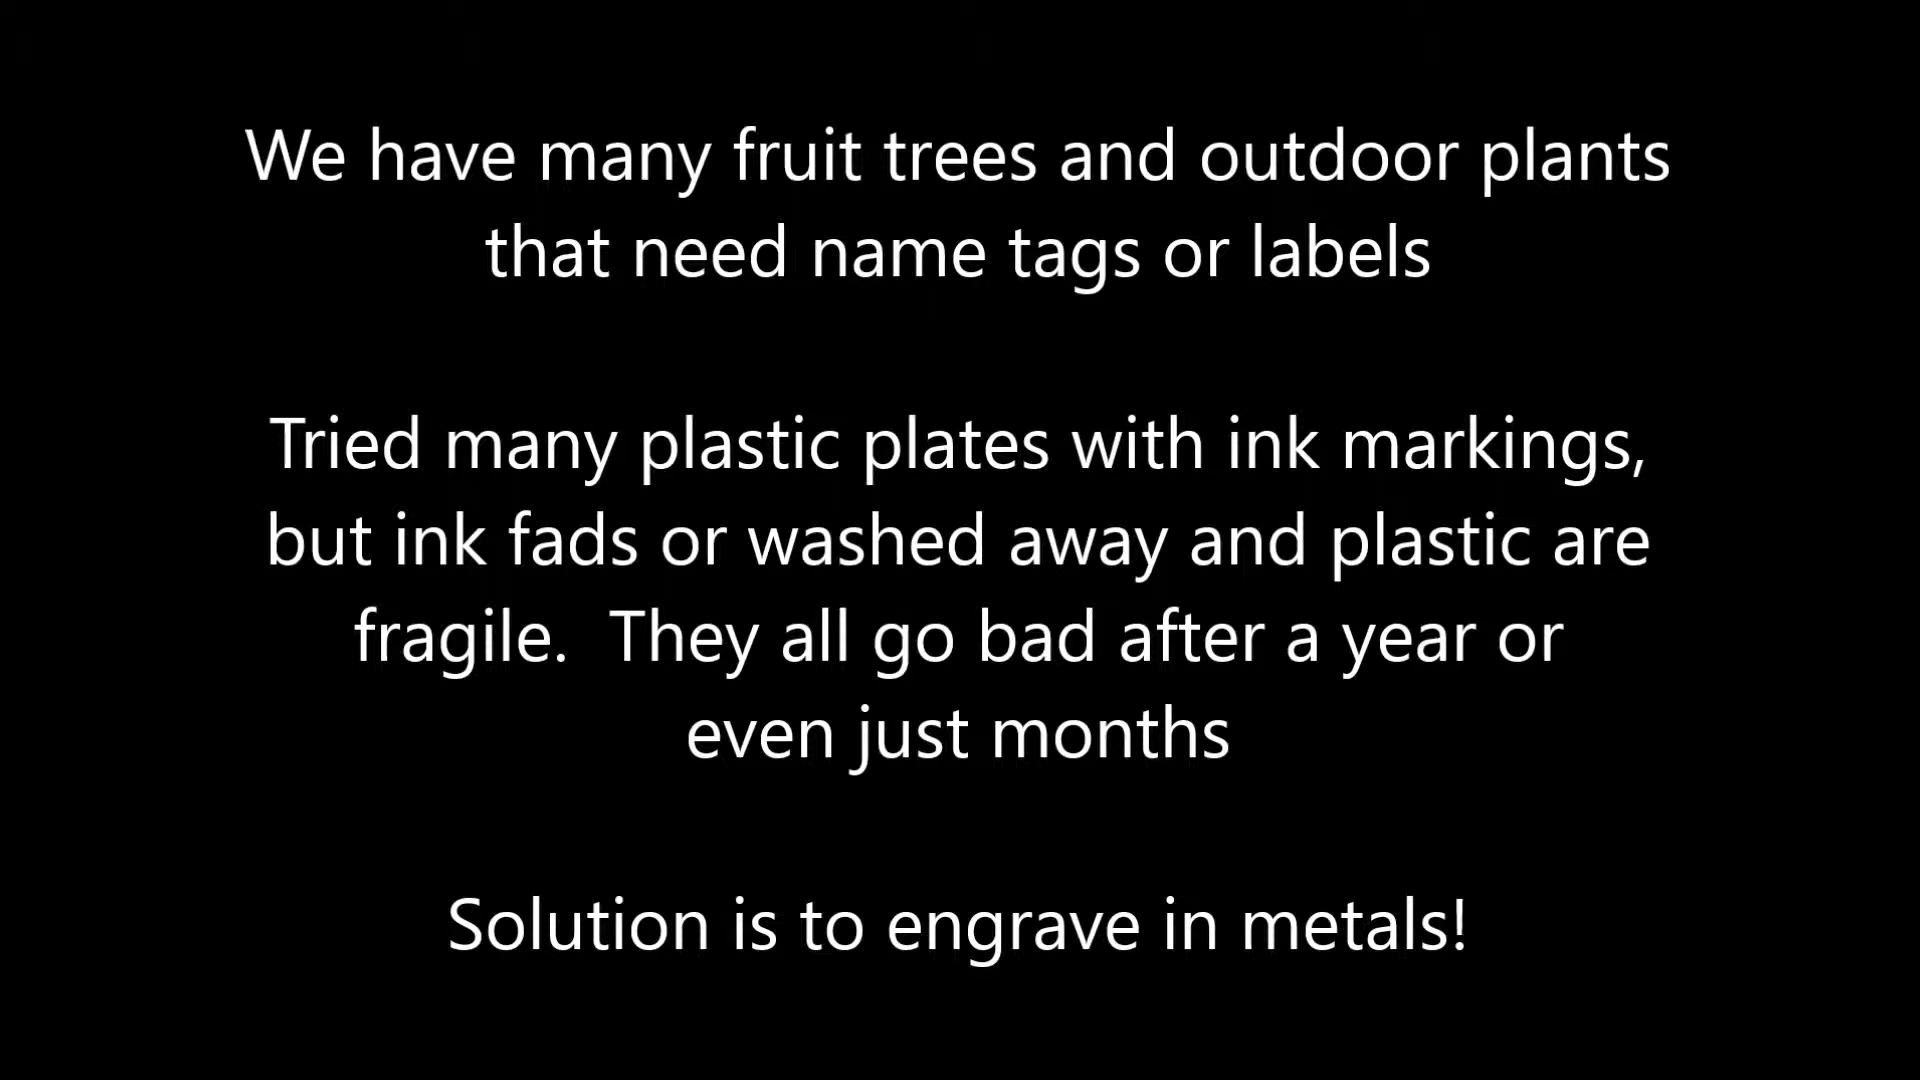 We have many fruit trees and outdoor plants
that need name tags or labels
Tried many plastic plates with ink markings,
but ink fads or washed away and plastic are
fragile.  They all go bad after a year or
even just months
Solution is to engrave in metals!